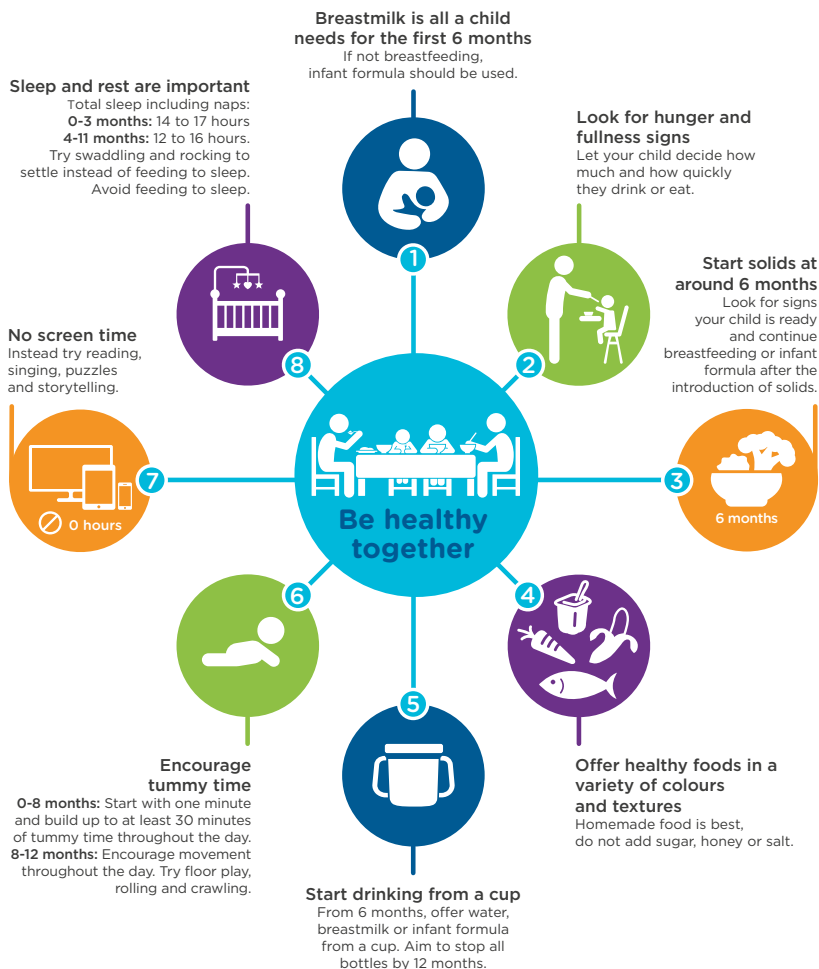 Breastmilk is all a child
needs for the first 6 months
If not breastfeeding,
infant formula should be used.
1
Look for hunger and
fullness signs
Let your child decide how
much and how quickly
they drink or eat.
2
Start solids at
around 6 months
Look for signs
your child is ready
and continue
breastfeeding or infant
formula after the
introduction of solids.
3
6 months
4
Offer healthy foods in a
variety of colours
and textures
Homemade food is best,
do not add sugar, honey or salt.
5
Start drinking from a cup
From 6 months, offer water,
breastmilk or infant formula
from a cup. Aim to stop all
bottles by 12 months.
6
Encourage
tummy time
0-8 months: Start with one minute
and build up to at least 30 minutes
of tummy time throughout the day.
8-12 months: Encourage movement
throughout the day. Try floor play,
rolling and crawling.
No screen time
Instead try reading,
singing, puzzles
and storytelling.
7
0 hours
Sleep and rest are important
Total sleep including naps:
0-3 months: 14 to 17 hours
4-11 months: 12 to 16 hours.
Try swaddling and rocking to
settle instead of feeding to sleep.
Avoid feeding to sleep.
8
Be healthy
together